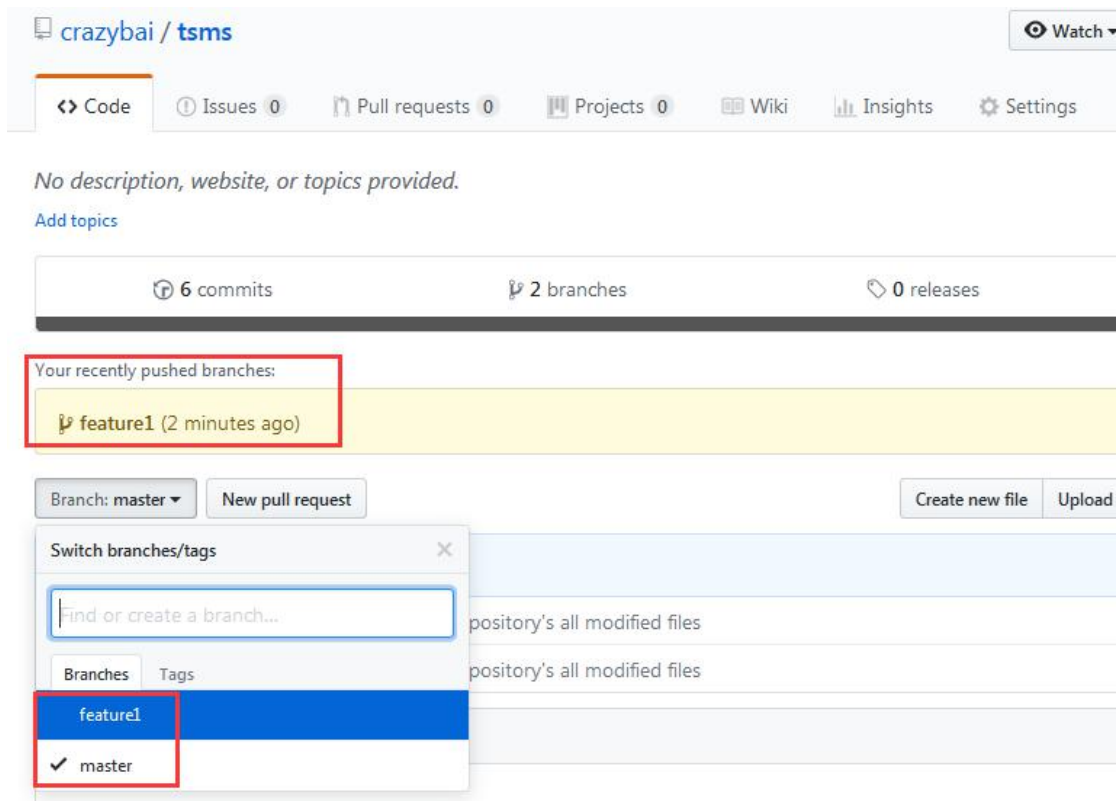 crazybai / tsms
Watch
Code Issues 0 Pull requests 0 Projects 0 Wiki Insights Settings
No description, website, or topics provided.
Add topics
6 commits 2 branches 0 releases
Your recently pushed branches:
feature1 (2 minutes ago)
Branch: master New pull request Create new file Upload
Switch branches/tags
Find or create a branch...
pository's all modified files
Branches Tags
pository's all modified files
feature1
master